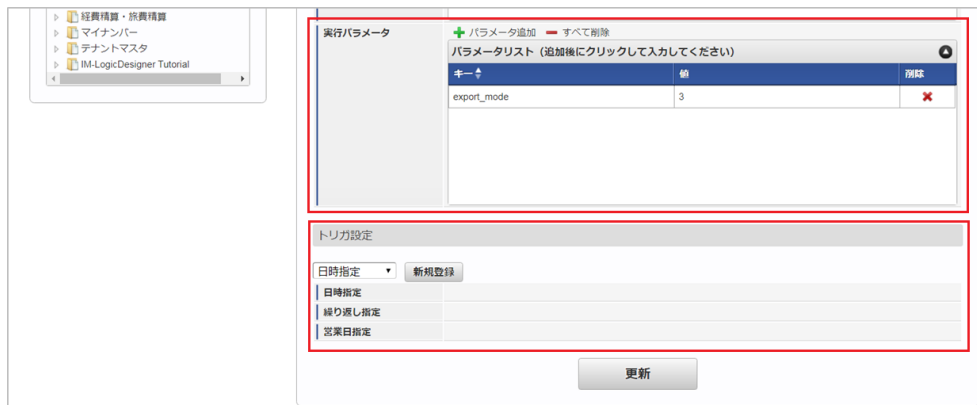 経費精算・旅費精算
マイナンバー
テナントマスタ
IM-LogicDesigner Tutorial
実行パラメータ
パラメータ追加 すべて削除
パラメータリスト（追加後にクリックして入力してください）
キー 値 削除
export_mode 3
トリガ設定
日時指定 新規登録
日時指定
繰り返し指定
営業日指定
更新